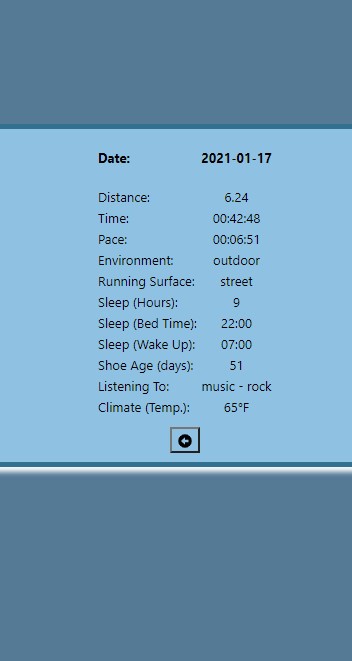 Date: 2021-01-17
Distance: 6.24
Time: 00:42:48
Pace: 00:06:51
Environment: outdoor
Running Surface: street
Sleep (Hours): 9
Sleep (Bed Time): 22:00
Sleep (Wake Up): 07:00
Shoe Age (days): 51
Listening To: music - rock
Climate (Temp.): 65°F